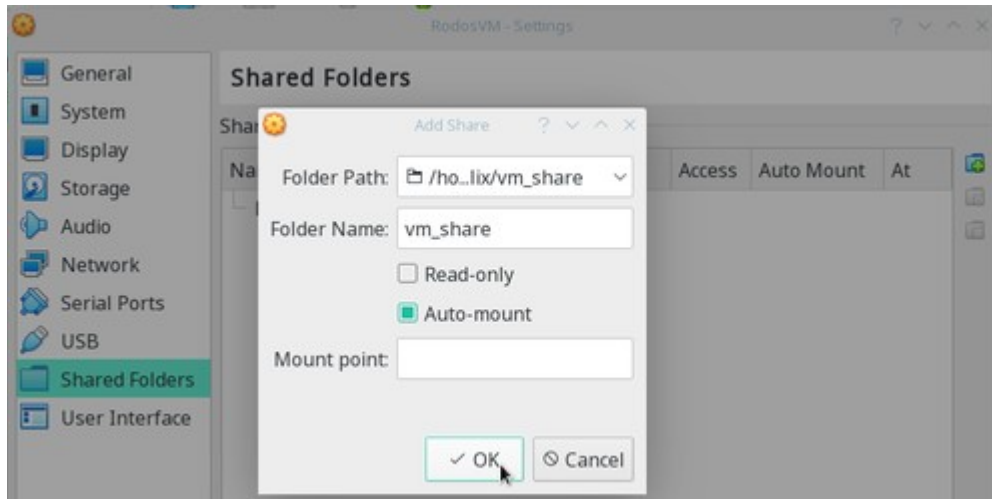 RodosVM - Settings
General
System
Display
Storage
Audio
Network
Serial Ports
USB
Shared Folders
User Interface
Shared Folders
Shar
Na
Access Auto Mount At
Add Share
Folder Path: /ho...lix/vm_share
Folder Name: vm_share
Read-only
Auto-mount
Mount point:
OK Cancel